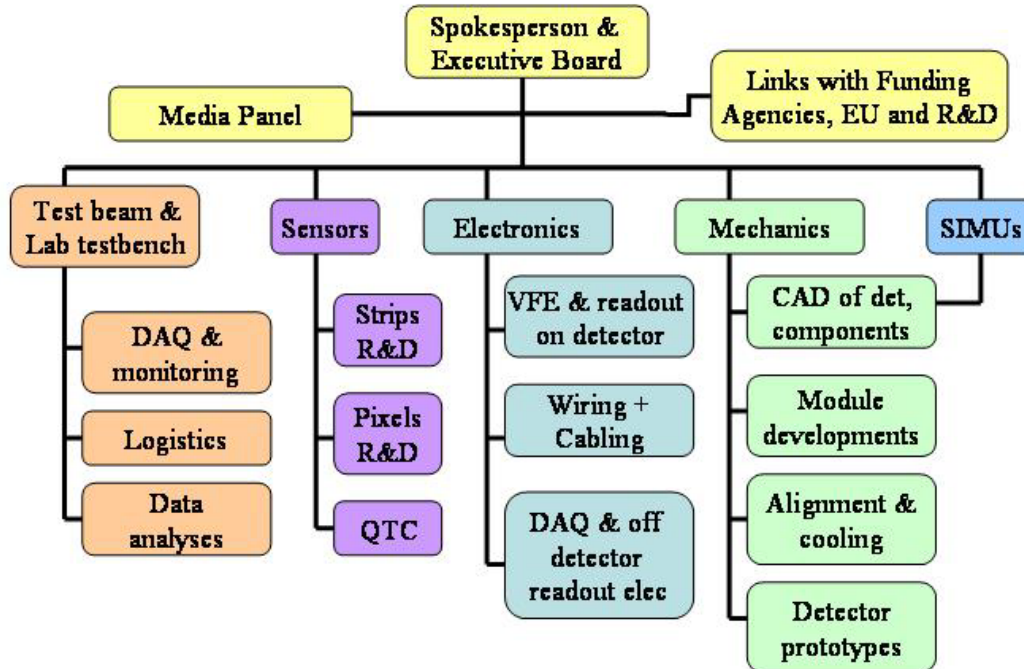 Spokesperson &
Executive Board
Media Panel
Links with Funding
Agencies, EU and R&D
Test beam &
Lab testbench
Sensors
Electronics
Mechanics
SIMUs
DAQ &
monitoring
Logistics
Data
analyses
Strips
R&D
Pixels
R&D
QTC
VFE & readout
on detector
Wiring +
Cabling
DAQ & off
detector
readout elec
CAD of det,
components
Module
developments
Alignment &
cooling
Detector
prototypes